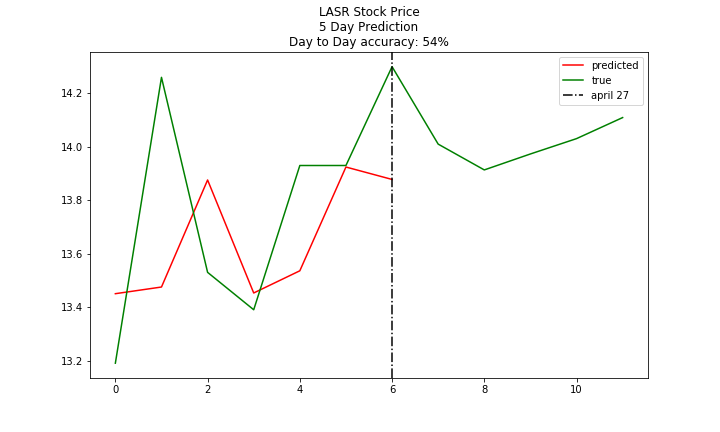 LASR Stock Price
5 Day Prediction
Day to Day accuracy: 54%
predicted
true
april 27
14.2
14.0
13.8
13.6
13.4
13.2
0 2 4 6 8 10